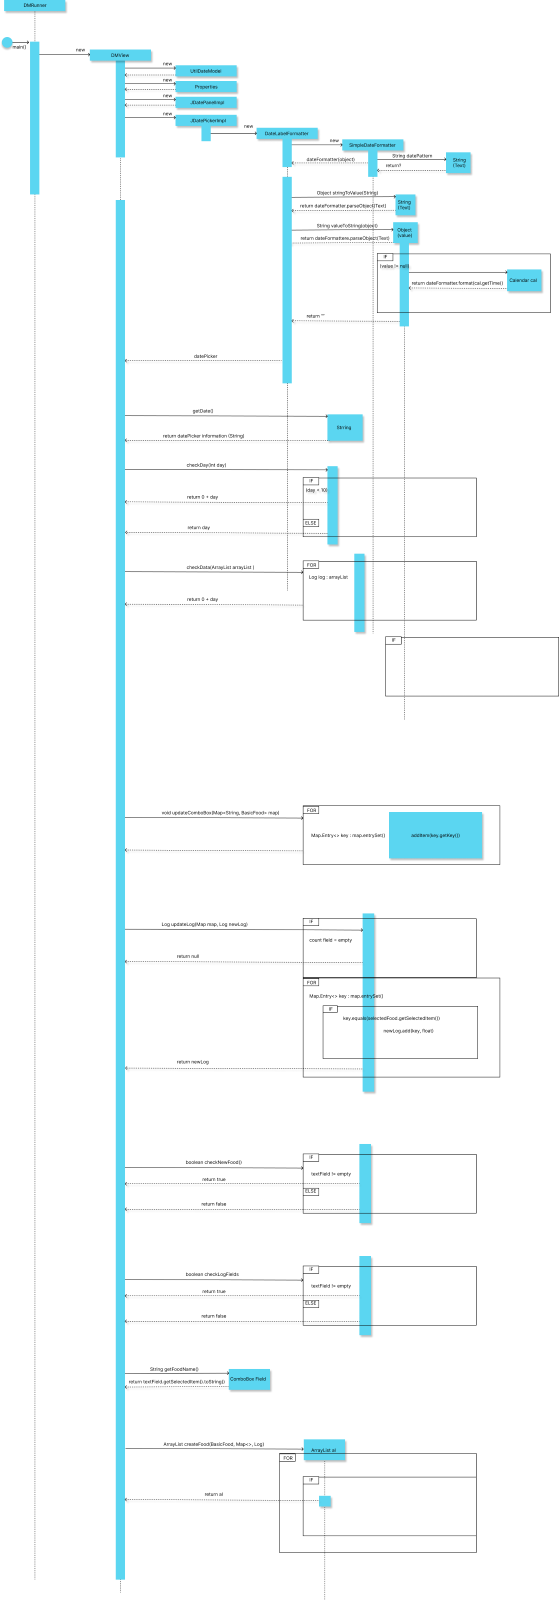 DMRunner
main()
new
DMView
new
UtilDateModel
new
Properties
new
JDatePanelImpl
new
JDatePickerImpl
new
DateLabelFormatter
new
SimpleDateFormatter
dateFormatter(object)
String datePattern
return?
String
(Text)
Object stringToValue(String)
return dateFormatter.parseObject(Text)
String
(Text)
String valueToString(object)
return dateFormattere.parseObject(Text)
Object
(value)
IF
(value != null)
Calendar cal
return dateFormatter.format(cal.getTime()
return ""
datePicker
getDate()
String
return datePicker information (String)
checkDay(int day)
IF
(day < 10)
return 0 + day
ELSE
return day
checkData(ArrayList arrayList )
FOR
Log log : arrayList
return 0 + day
IF
void updateComboBox(Map<String, BasicFood> map)
FOR
Map.Entry<> key : map.entrySet()
addItem(key.getKey())
Log updateLog(Map map, Log newLog)
IF
count field = empty
return null
FOR
Map.Entry<> key : map.entrySet()
IF
key.equals(selectedFood.getSelectedItem())
newLog.add(key, float)
return newLog
boolean checkNewFood()
IF
textField != empty
return true
ELSE
return false
boolean checkLogFields
IF
textField != empty
return true
ELSE
return false
String getFoodName()
ComboBox Field
return textField.getSelectedItem().toString()
ArrayList createFood(BasicFood, Map<>, Log)
ArrayList al
FOR
IF
return al